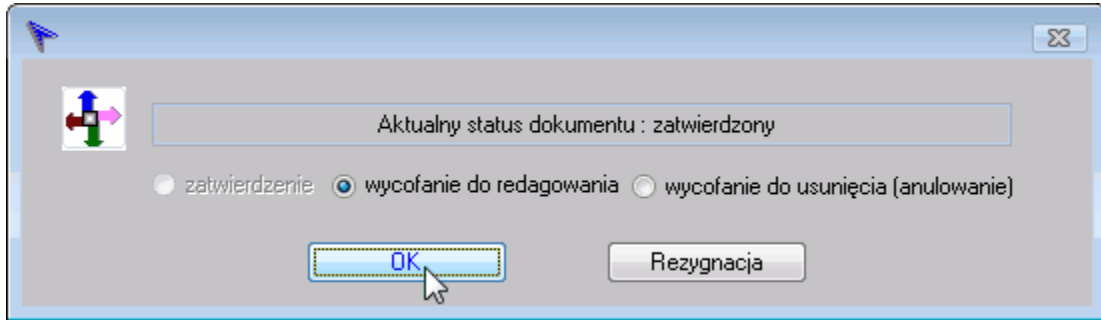 Aktualny status dokumentu : zatwierdzony
zatwierdzenie wycofanie do redagowania wycofanie do usunięcia (anulowanie)
OK Rezygnacja